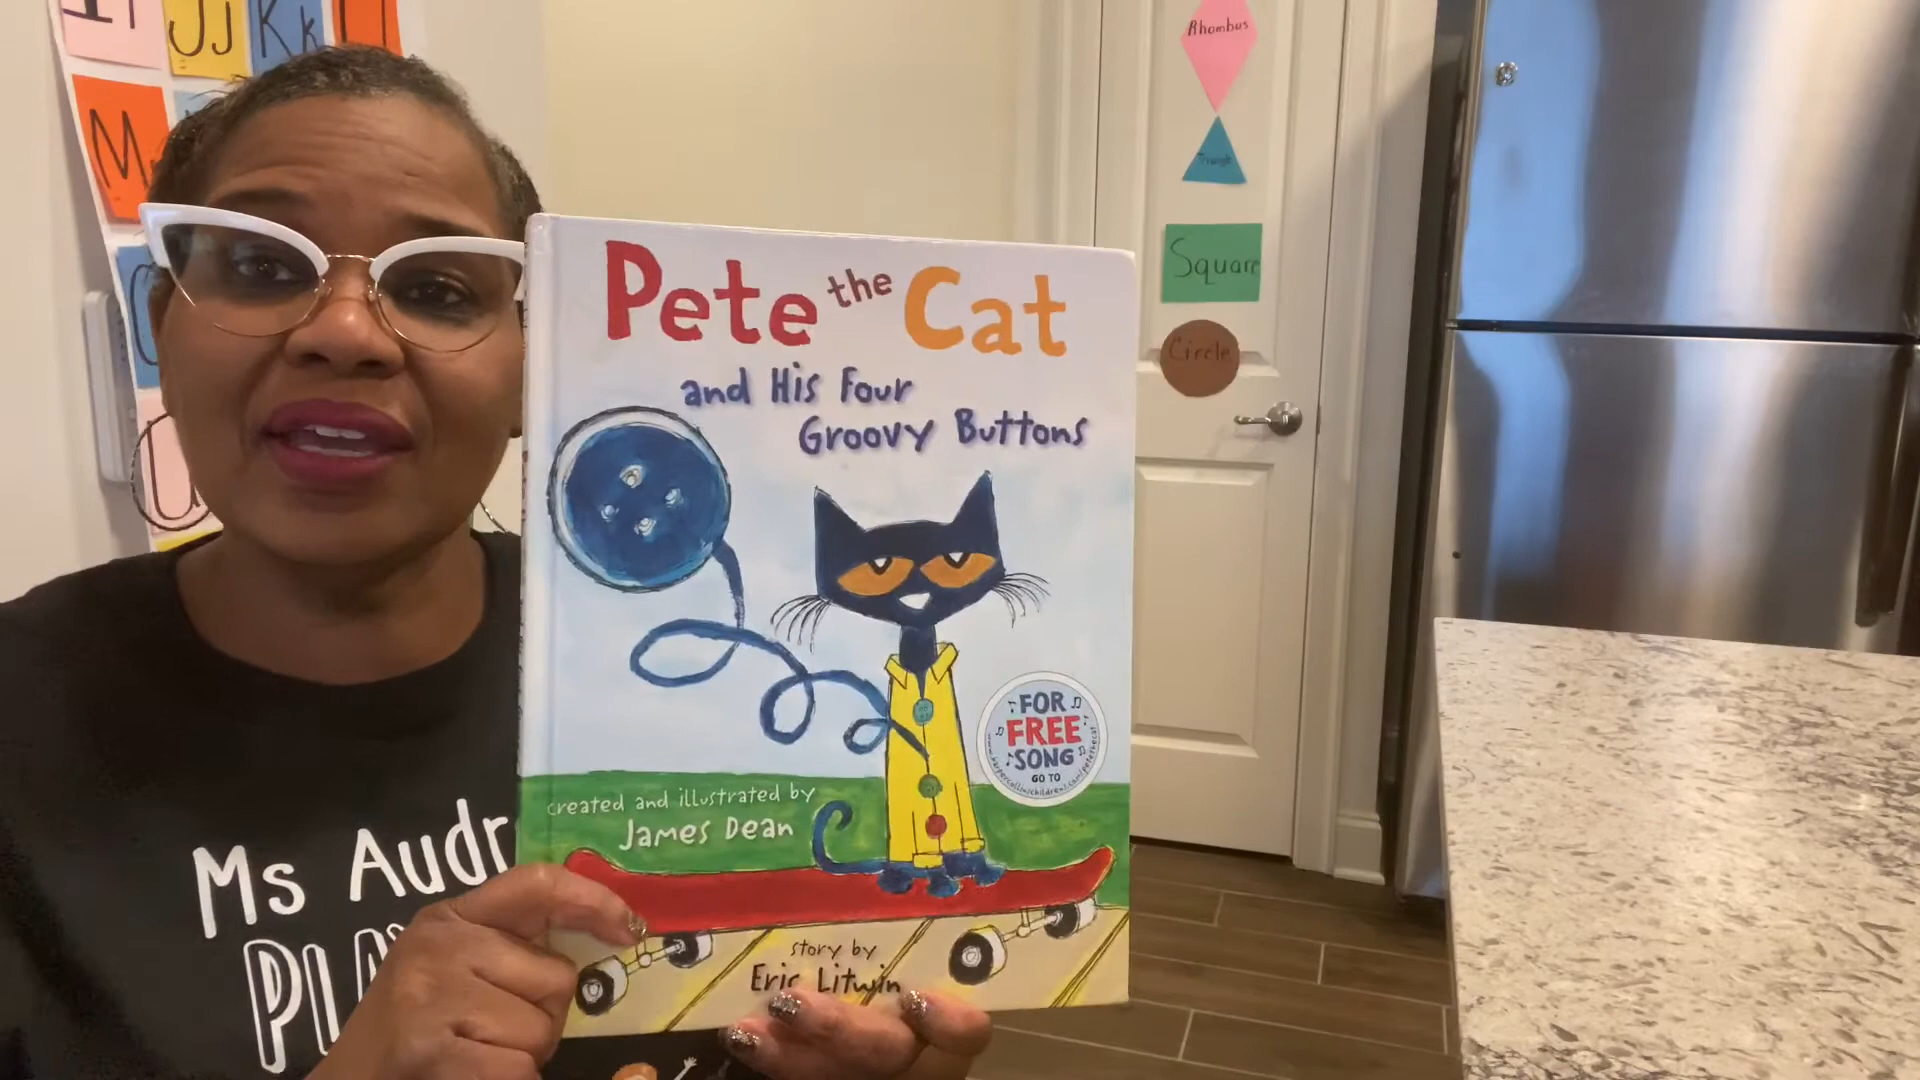 Jj
Kk
M
Rhombus
Triangle
Square
Circle
Pete the Cat
and His Four
Groovy Buttons
FOR
FREE
SONG
GO TO
created and illustrated by
James Dean
story by
Eric Litwin
Ms Audr
PLA